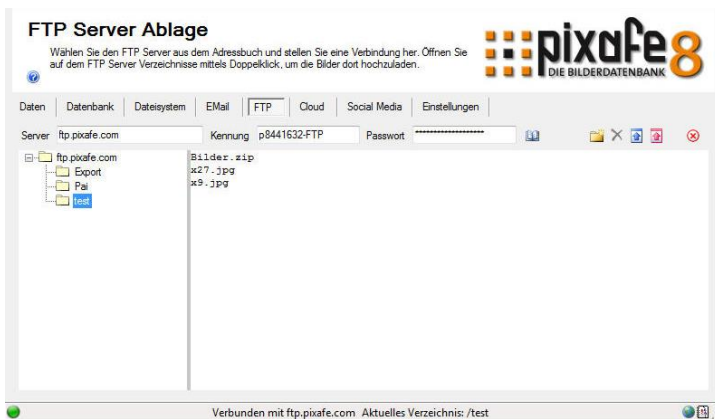 FTP Server Ablage
Wählen Sie den FTP Server aus dem Adressbuch und stellen Sie eine Verbindung her. Öffnen Sie
auf dem FTP Server Verzeichnisse mittels Doppelklick, um die Bilder dort hochzuladen.
pixafe 8
DIE BILDERDATENBANK
Daten Datenbank Dateisystem EMail FTP Cloud Social Media Einstellungen
Server ftp.pixafe.com Kennung p8441632-FTP Passwort ********************
ftp.pixafe.com
Export
Pai
test
Bilder.zip
x27.jpg
x9.jpg
Verbunden mit ftp.pixafe.com Aktuelles Verzeichnis: /test